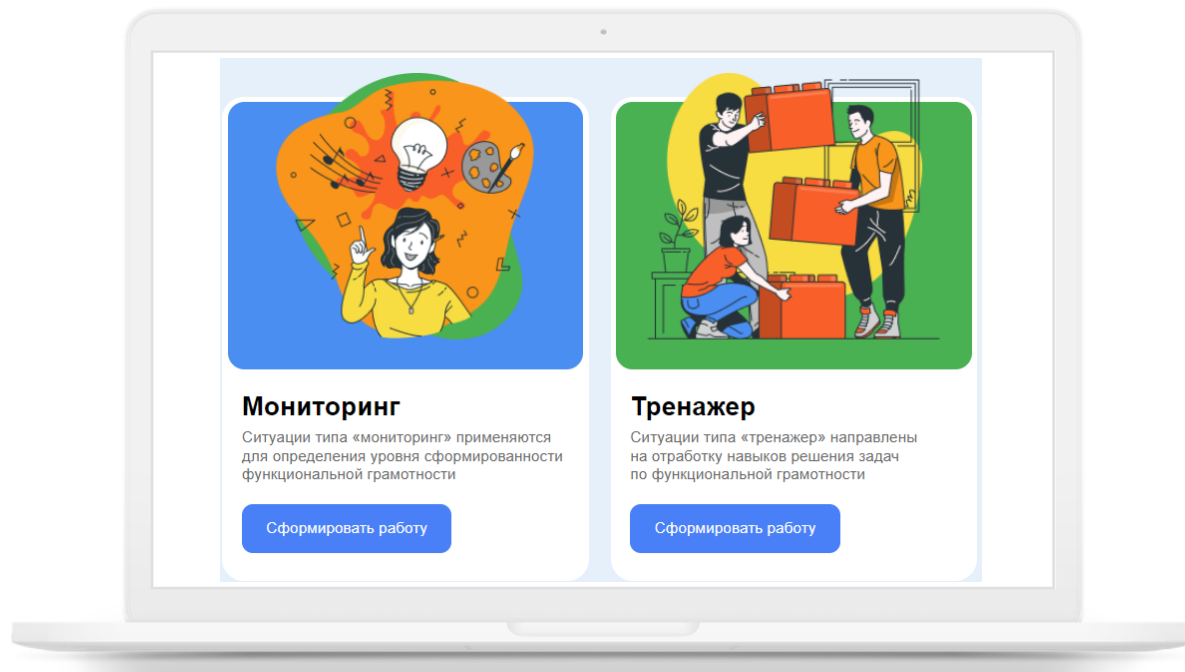 Мониторинг
Ситуации типа «мониторинг» применяются
для определения уровня сформированности
функциональной грамотности
Сформировать работу
Тренажер
Ситуации типа «тренажер» направлены
на отработку навыков решения задач
по функциональной грамотности
Сформировать работу